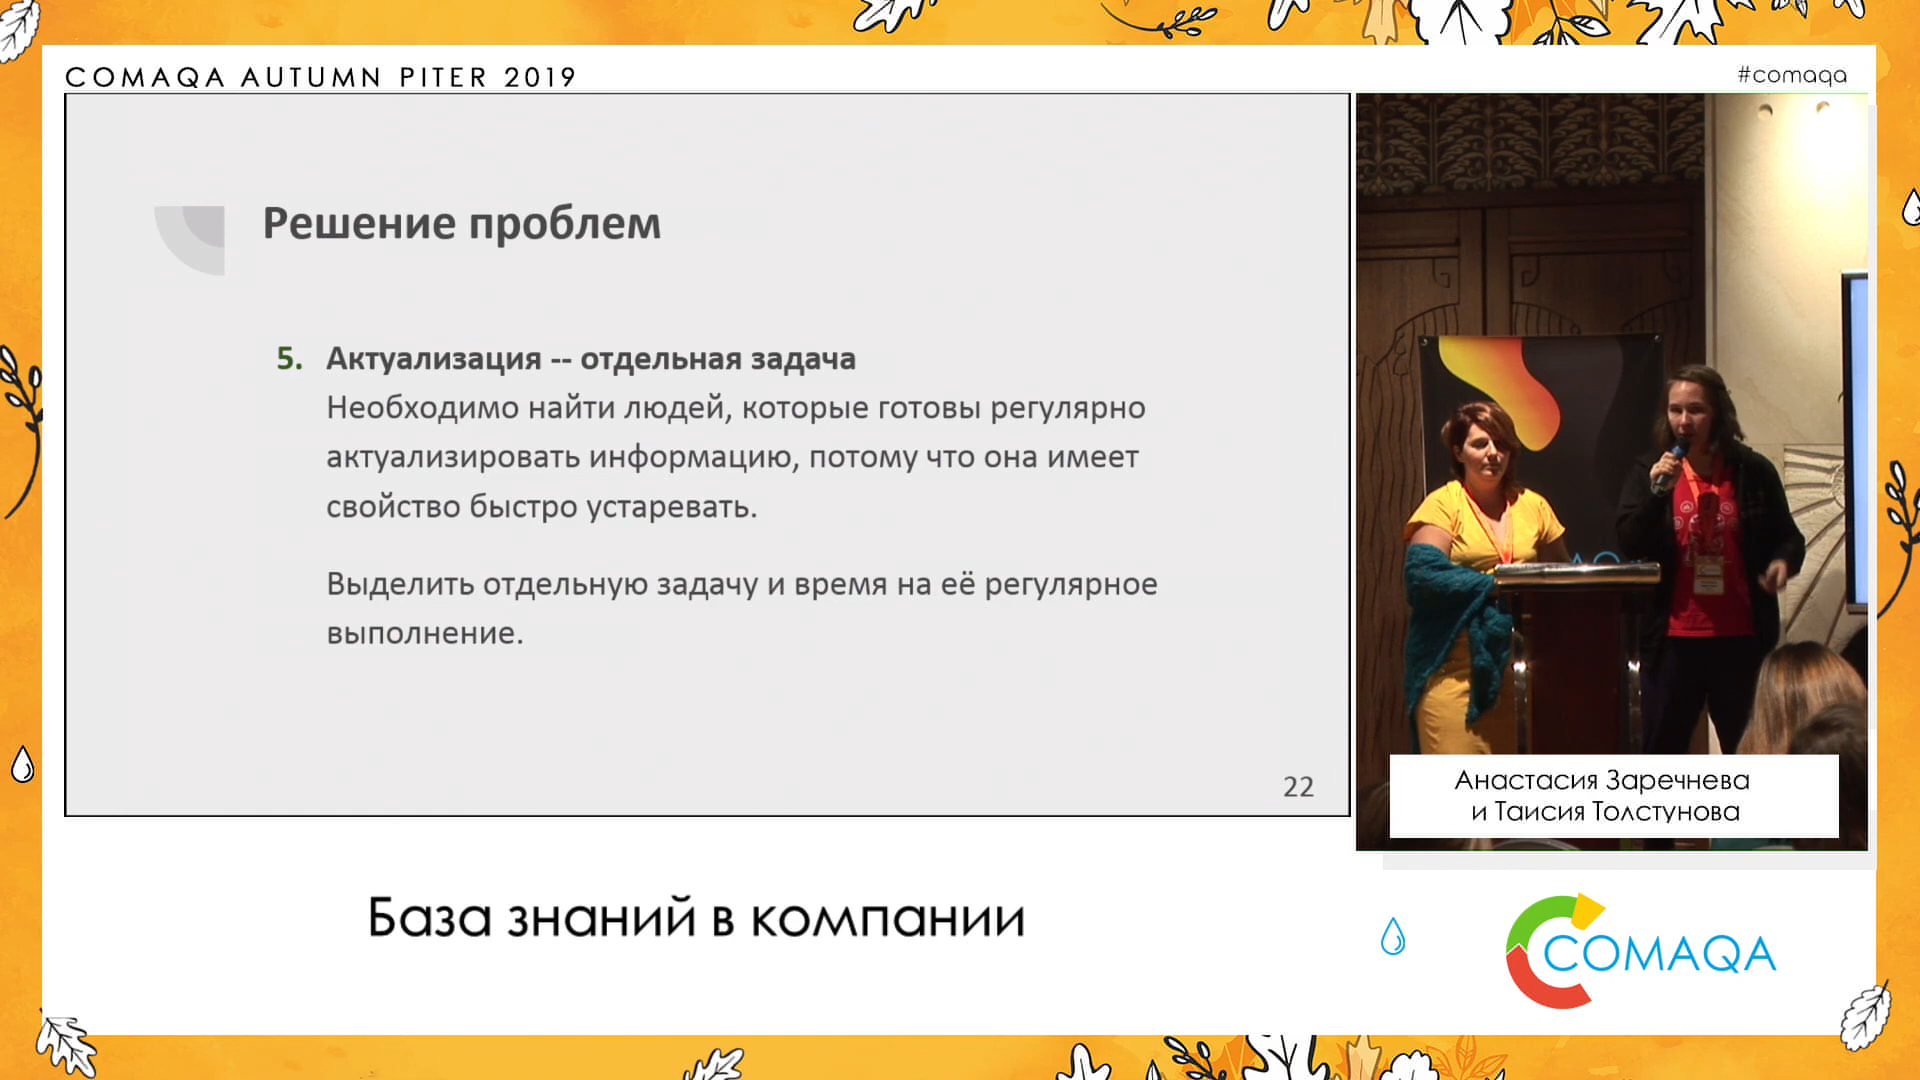 COMAQA AUTUMN PITER 2019
#comaqa
Решение проблем
5. Актуализация -- отдельная задача
Необходимо найти людей, которые готовы регулярно
актуализировать информацию, потому что она имеет
свойство быстро устаревать.
Выделить отдельную задачу и время на её регулярное
выполнение.
22
Анастасия Заречнева
и Таисия Толстунова
База знаний в компании
COMAQA